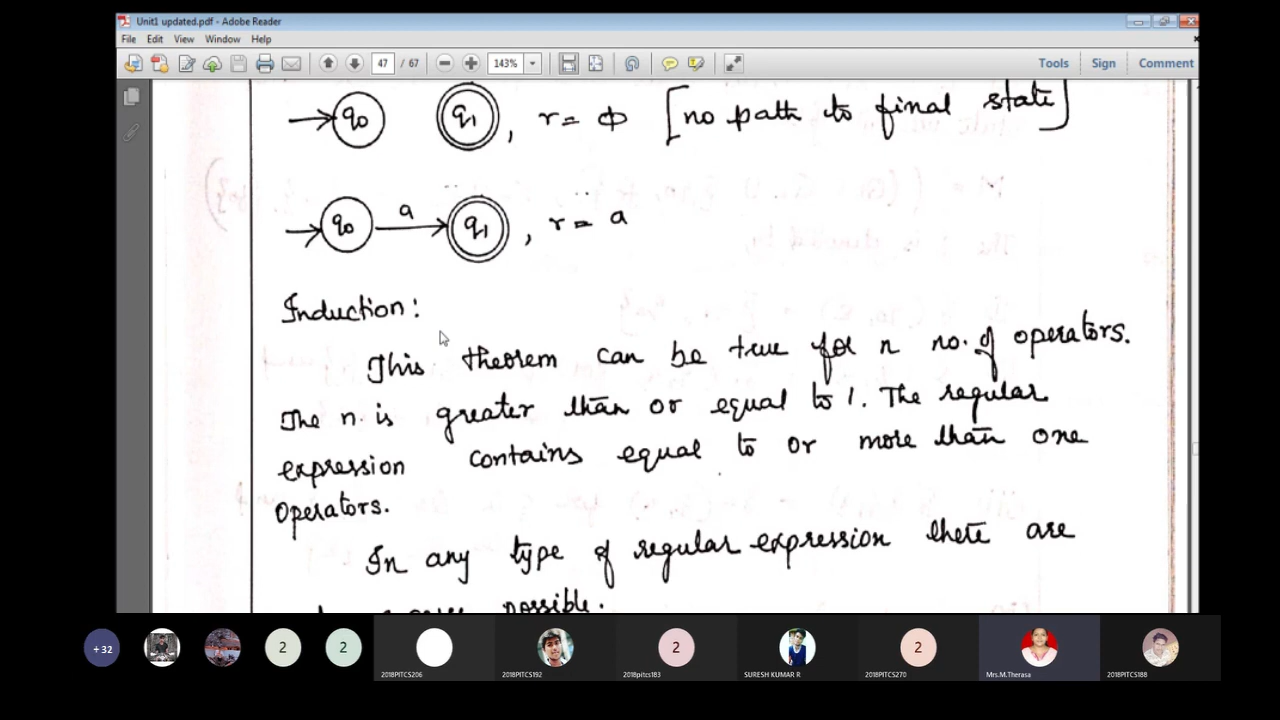 Unit1 updated.pdf - Adobe Reader
File Edit View Window Help
47 / 67 143% Tools Sign Comment
q0 q1 , r = ϕ [no path to final state]
q0 a q1 , r = a
Induction:
This theorem can be true for n no. of operators.
The n is greater than or equal to 1. The regular
expression contains equal to or more than one
operators.
In any type of regular expression there are
possible.
+32 2 2 2 2
2018PITCS206 2018PITCS192 2018pitcs183 SURESH KUMAR R 2018PITCS270 Mrs.M.Therasa 2018PITCS188